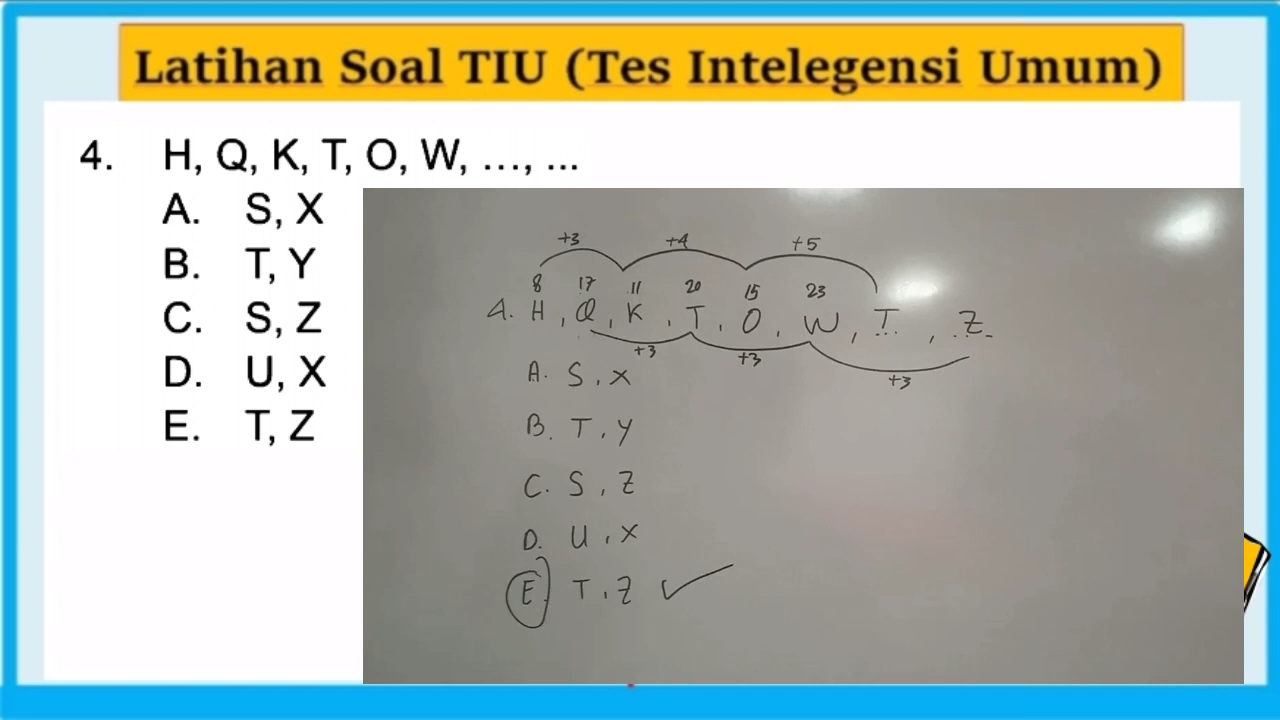 Latihan Soal TIU (Tes Intelegensi Umum)
4. H, Q, K, T, O, W, ..., ...
A. S, X
B. T, Y
C. S, Z
D. U, X
E. T, Z
+3 +4 +5
8 17 11 20 15 23
4. H, Q, K, T, O, W, T, Z
+3 +3 +3
A. S, X
B. T, Y
C. S, Z
D. U, X
E. T, Z